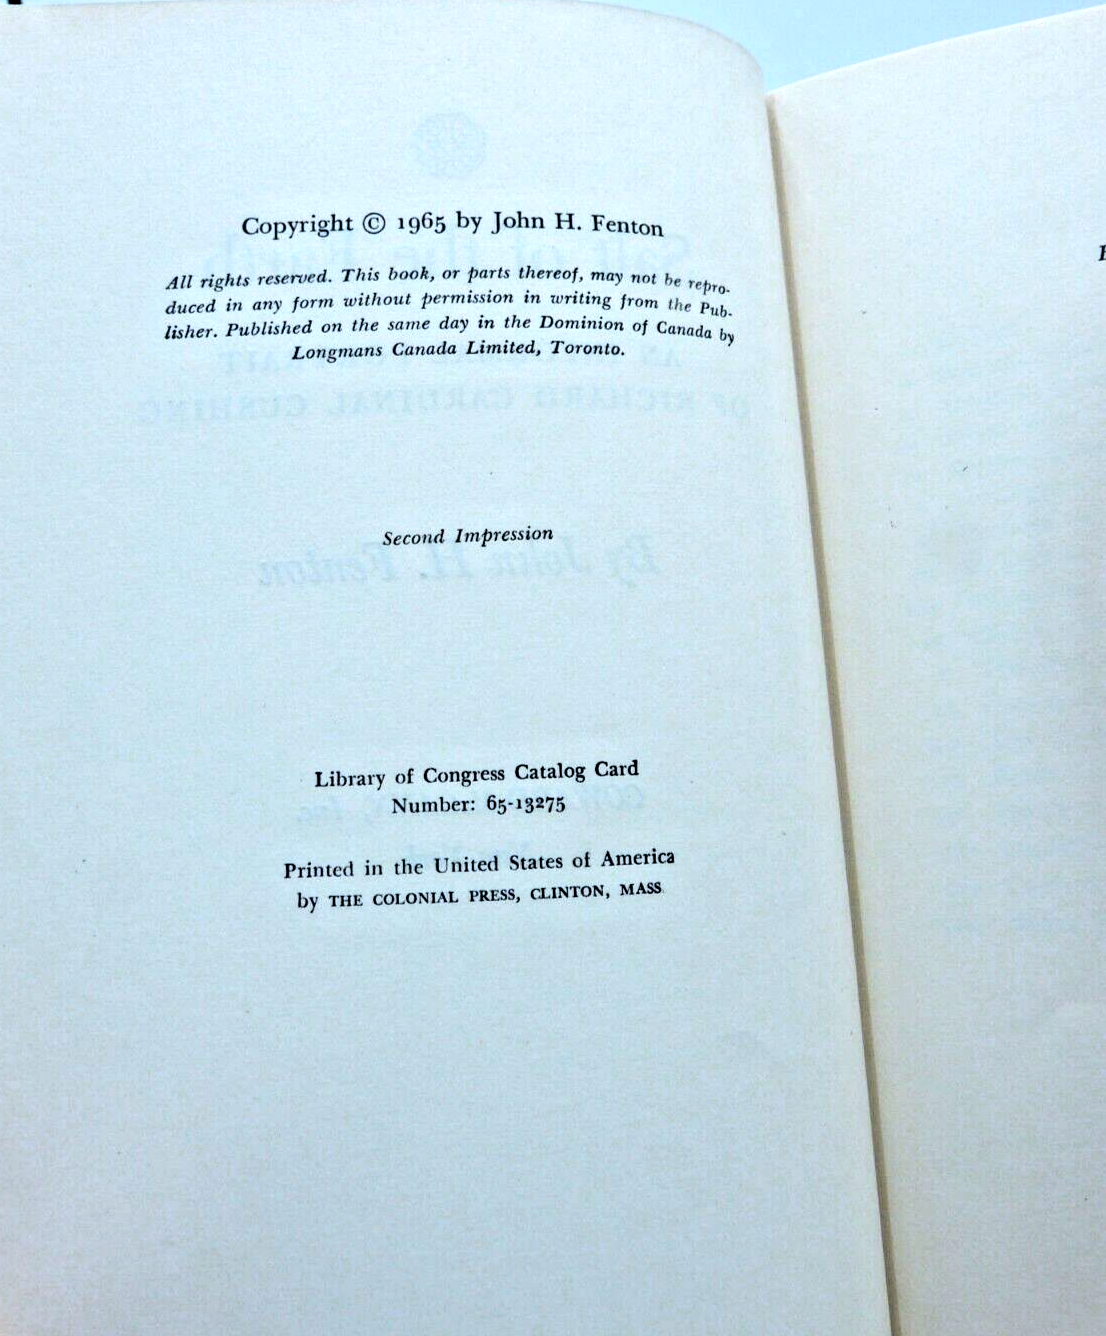 Copyright © 1965 by John H. Fenton
All rights reserved. This book, or parts thereof, may not be repro-
duced in any form without permission in writing from the Pub-
lisher. Published on the same day in the Dominion of Canada by
Longmans Canada Limited, Toronto.
Second Impression
Library of Congress Catalog Card
Number: 65-13275
Printed in the United States of America
by THE COLONIAL PRESS, CLINTON, MASS